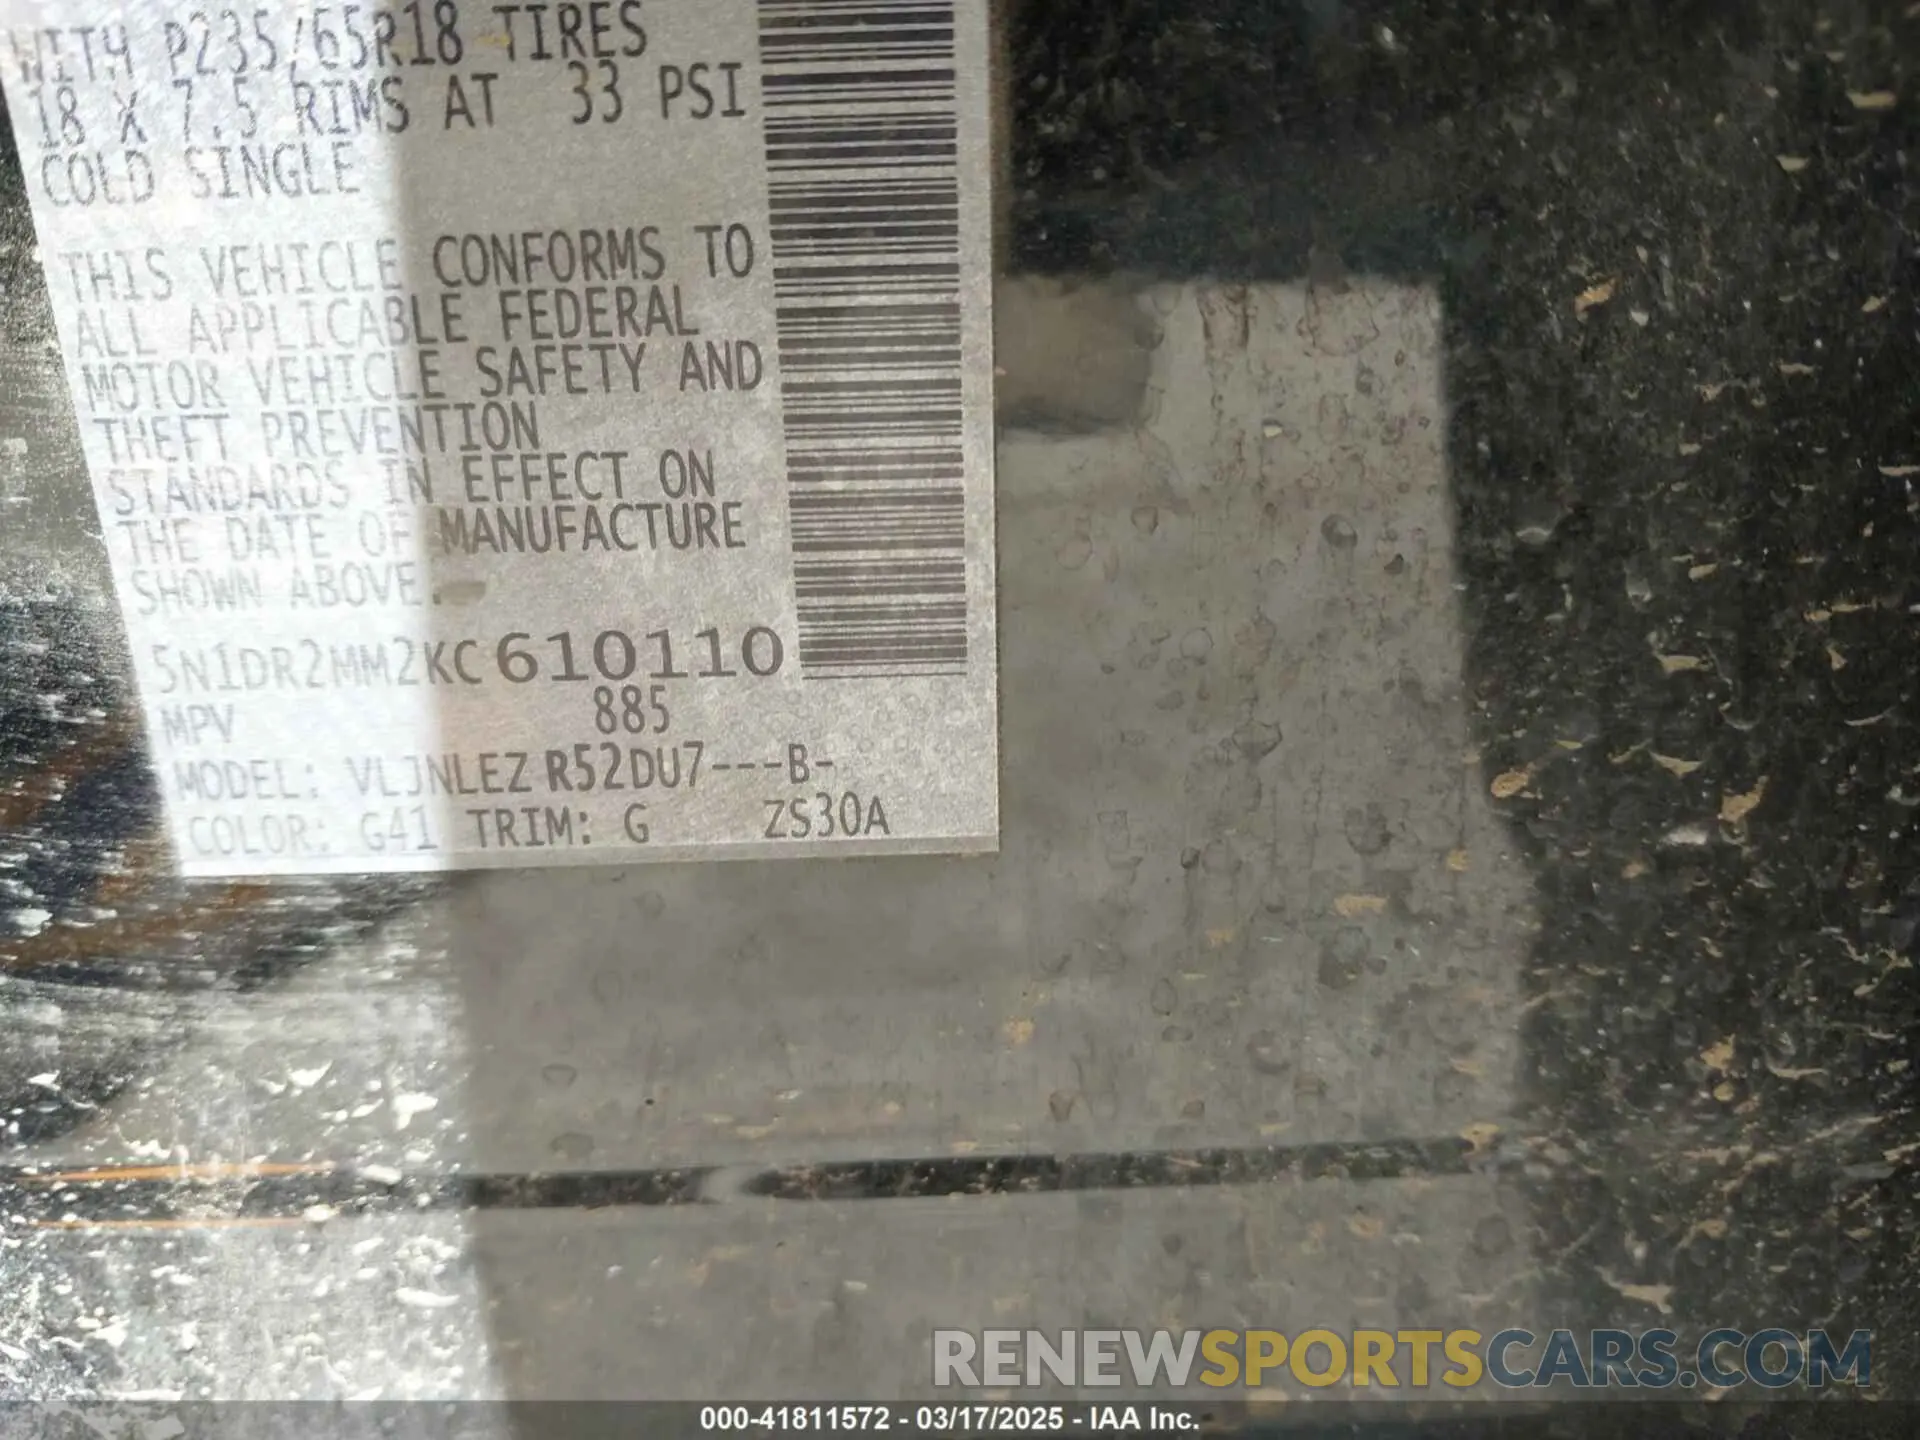 WITH P235/65R18 TIRES
18 X 7.5 RIMS AT 33 PSI
COLD SINGLE
THIS VEHICLE CONFORMS TO
ALL APPLICABLE FEDERAL
MOTOR VEHICLE SAFETY AND
THEFT PREVENTION
STANDARDS IN EFFECT ON
THE DATE OF MANUFACTURE
SHOWN ABOVE.
5N1DR2MM2KC610110
MPV 885
MODEL: VLJNLEZ R52DU7---B-
COLOR: G41 TRIM: G ZS30A
RENEWSPORTSCARS.COM
000-41811572 - 03/17/2025 - IAA Inc.